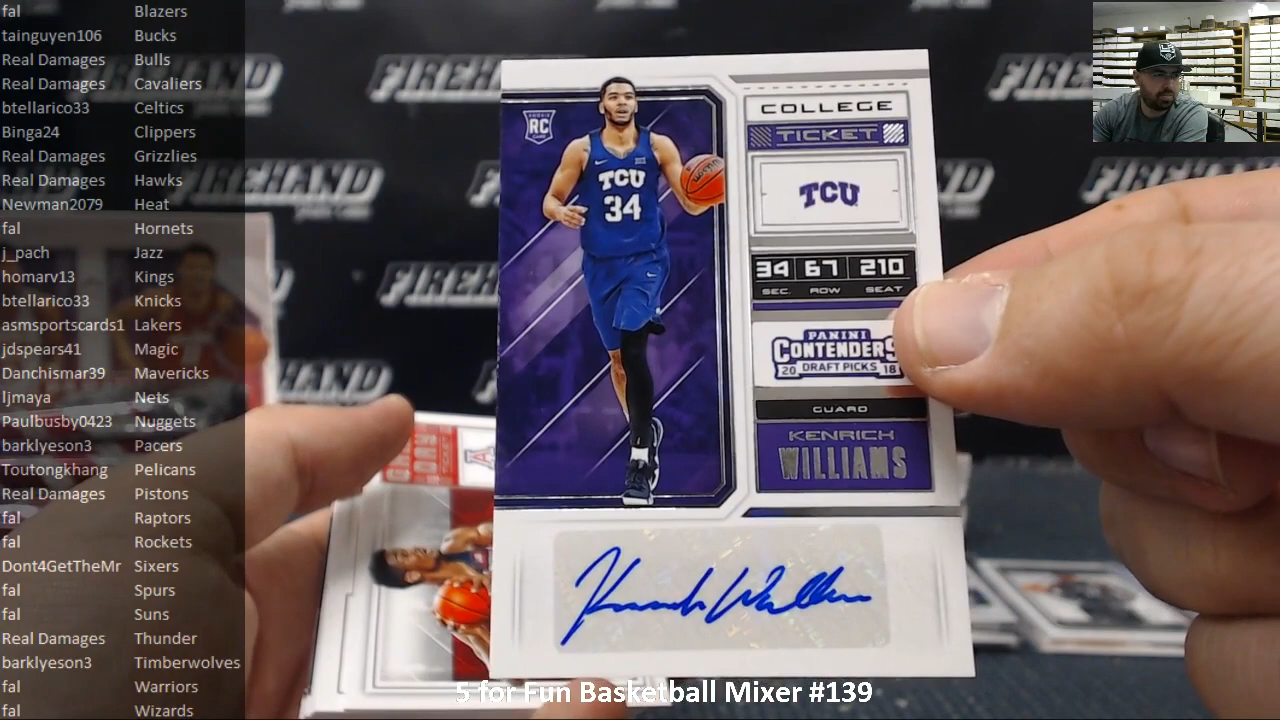 fal Blazers
tainguyen106 Bucks
Real Damages Bulls
Real Damages Cavaliers
btellarico33 Celtics
Binga24 Clippers
Real Damages Grizzlies
Real Damages Hawks
Newman2079 Heat
fal Hornets
j_pach Jazz
homarv13 Kings
btellarico33 Knicks
asmsportscards1 Lakers
jdspears41 Magic
Danchismar39 Mavericks
ljmaya Nets
Paulbusby0423 Nuggets
barklyeson3 Pacers
Toutongkhang Pelicans
Real Damages Pistons
fal Raptors
fal Rockets
Dont4GetTheMr Sixers
fal Spurs
fal Suns
Real Damages Thunder
barklyeson3 Timberwolves
fal Warriors
fal Wizards
FIREHAND
RC
TCU
34
COLLEGE
TICKET
TCU
34 67 210
SEC. ROW SEAT
PANINI
CONTENDERS
20 DRAFT PICKS 18
GUARD
KENRICH
WILLIAMS
Kenrich Williams
5 for Fun Basketball Mixer #139